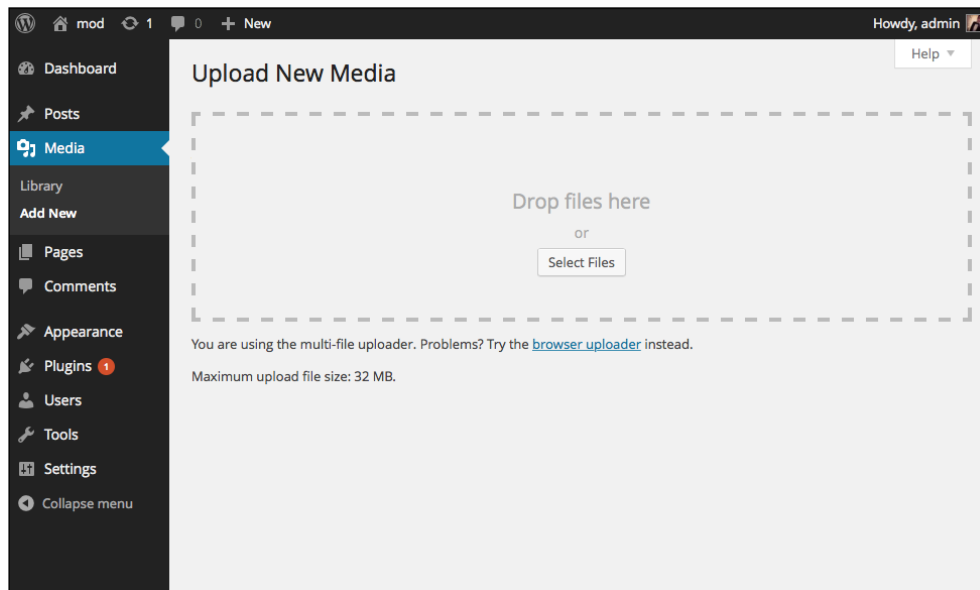 mod 1 0 + New Howdy, admin
Help
Dashboard
Upload New Media
Posts
Media
Library
Add New
Drop files here
or
Select Files
Pages
Comments
Appearance
You are using the multi-file uploader. Problems? Try the browser uploader instead.
Plugins 1
Maximum upload file size: 32 MB.
Users
Tools
Settings
Collapse menu